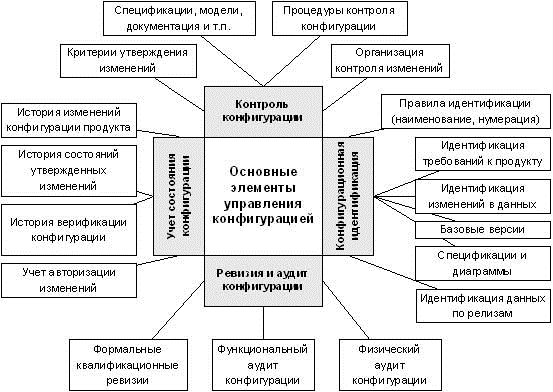 Спецификации, модели,
документация и т.п.
Процедуры контроля
конфигурации
Критерии утверждения
изменений
Организация
контроля изменений
Контроль
конфигурации
История изменений
конфигурации продукта
История состояний
утвержденных
изменений
История верификации
конфигурации
Учет авторизации
изменений
Учет состояния
конфигурации
Основные
элементы
управления
конфигурацией
Конфигурационная
идентификация
Правила идентификации
(наименование, нумерация)
Идентификация
требований к продукту
Идентификация
изменений в данных
Базовые версии
Спецификации и
диаграммы
Идентификация данных
по релизам
Ревизия и аудит
конфигурации
Формальные
квалификационные
ревизии
Функциональный
аудит
конфигурации
Физический
аудит
конфигурации